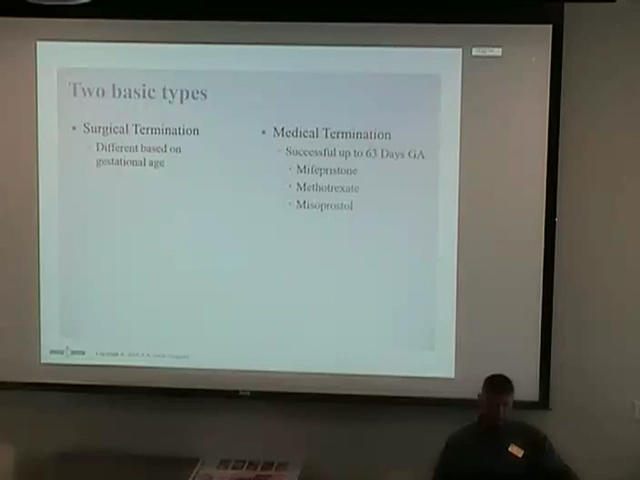 Two basic types
• Surgical Termination
- Different based on
gestational age
• Medical Termination
- Successful up to 63 Days GA
• Mifepristone
• Methotrexate
• Misoprostol